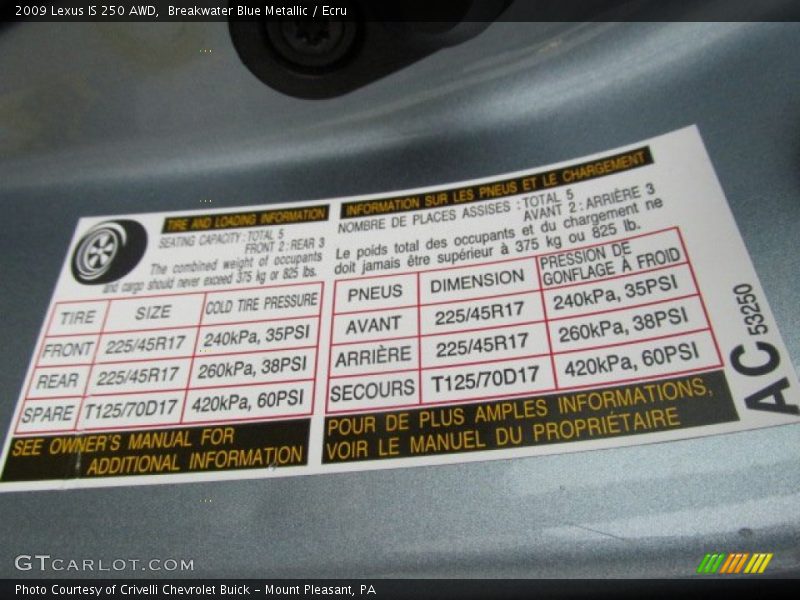 2009 Lexus IS 250 AWD,  Breakwater Blue Metallic / Ecru
TIRE AND LOADING INFORMATION
SEATING CAPACITY : TOTAL 5
FRONT 2 : REAR 3
The combined weight of occupants
and cargo should never exceed 375 kg or 825 lbs.
TIRE SIZE COLD TIRE PRESSURE
FRONT 225/45R17 240kPa, 35PSI
REAR 225/45R17 260kPa, 38PSI
SPARE T125/70D17 420kPa, 60PSI
SEE OWNER'S MANUAL FOR
ADDITIONAL INFORMATION
INFORMATION SUR LES PNEUS ET LE CHARGEMENT
NOMBRE DE PLACES ASSISES : TOTAL 5
AVANT 2 : ARRIÈRE 3
Le poids total des occupants et du chargement ne
doit jamais être supérieur à 375 kg ou 825 lb.
PNEUS DIMENSION PRESSION DE
GONFLAGE À FROID
AVANT 225/45R17 240kPa, 35PSI
ARRIÈRE 225/45R17 260kPa, 38PSI
SECOURS T125/70D17 420kPa, 60PSI
POUR DE PLUS AMPLES INFORMATIONS,
VOIR LE MANUEL DU PROPRIÉTAIRE
AC 53250
GTCARLOT.COM
Photo Courtesy of Crivelli Chevrolet Buick – Mount Pleasant, PA